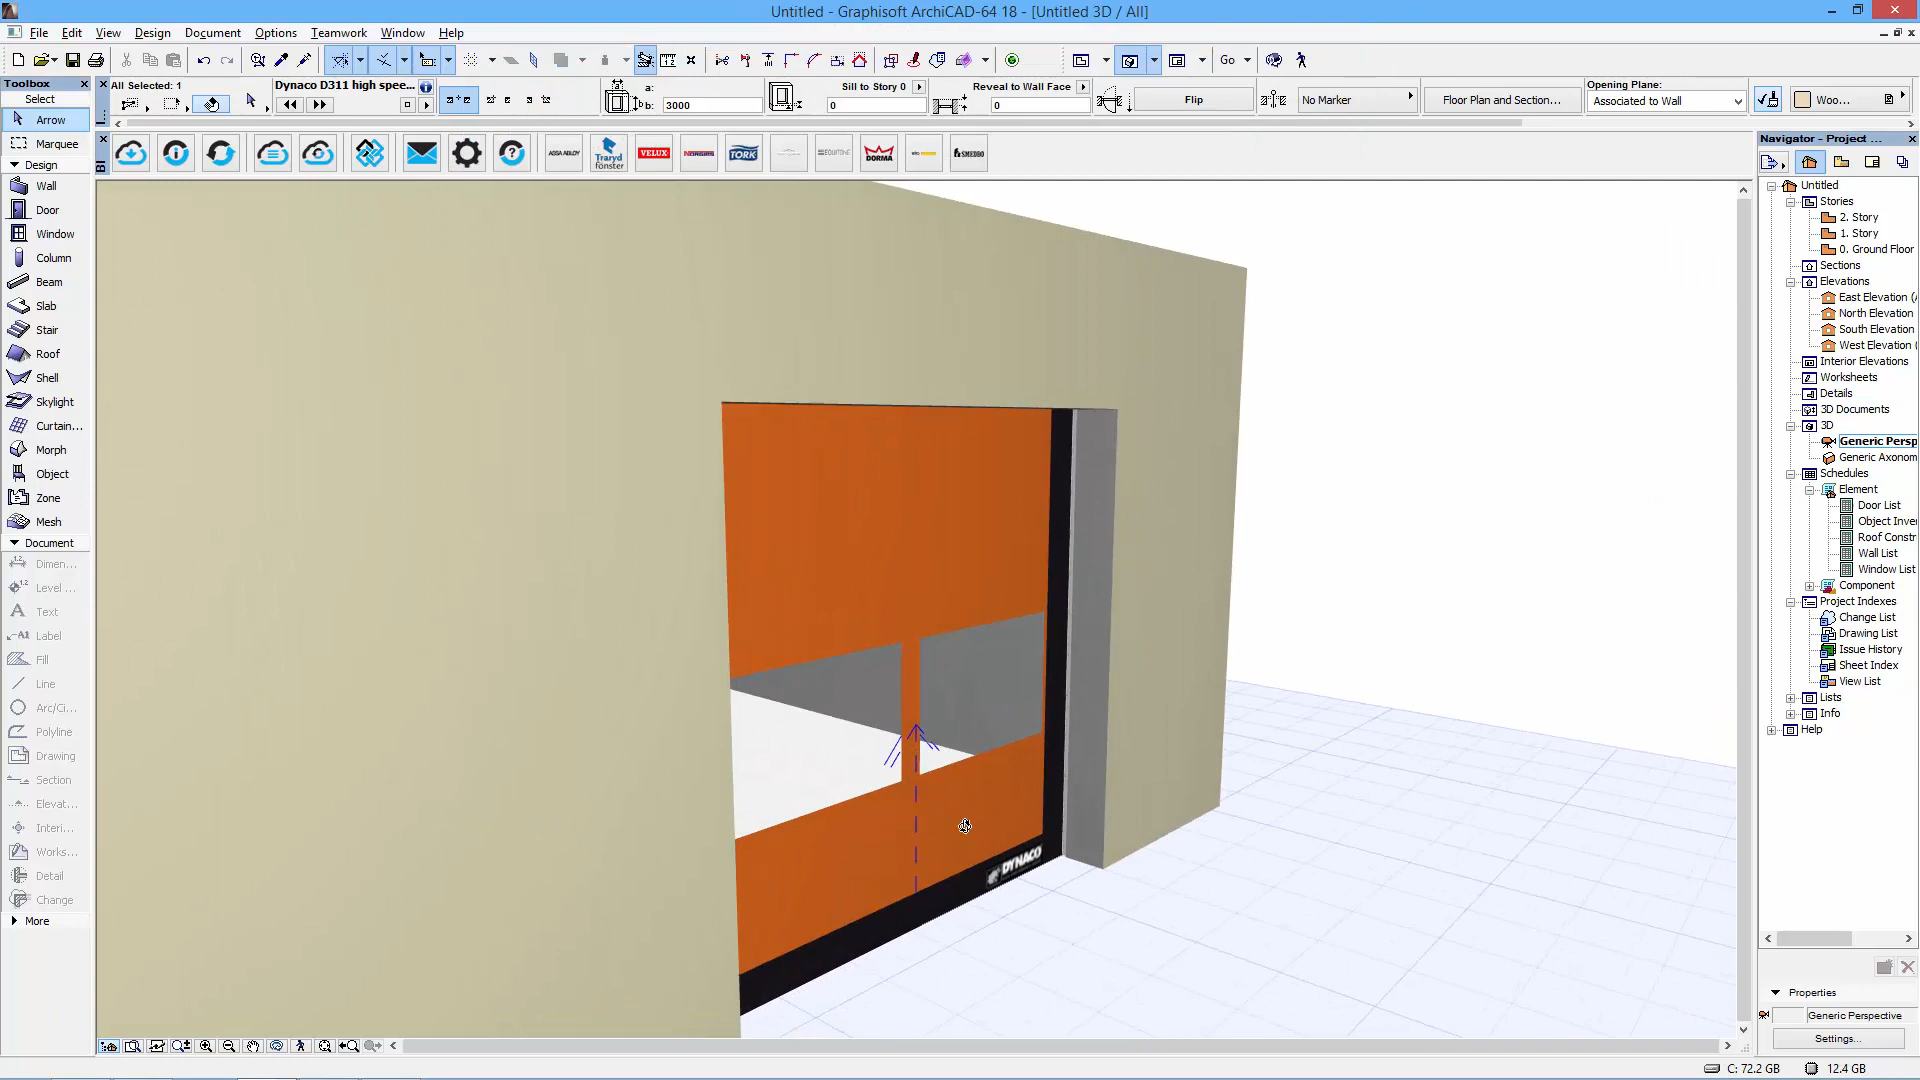 Untitled - Graphisoft ArchiCAD-64 18 - [Untitled 3D / All]
File Edit View Design Document Options Teamwork Window Help
Go
Toolbox
Select
Arrow
Marquee
Design
Wall
Door
Window
Column
Beam
Slab
Stair
Roof
Shell
Skylight
Curtain...
Morph
Object
Zone
Mesh
Document
Dimen...
Level ...
Text
Label
Fill
Line
Arc/Ci...
Polyline
Drawing
Section
Elevat...
Interi...
Works...
Detail
Change
More
All Selected: 1
Dynaco D311 high spee...
a:
b: 3000
Sill to Story 0
0
Reveal to Wall Face
0
Flip
No Marker
Floor Plan and Section...
Opening Plane:
Associated to Wall
Woo...
ASSA ABLOY
Traryd fönster
VELUX
NORGIPS
TORK
EQUITONE
DORMA
SMEDBO
DYNACO
Navigator - Project ...
Untitled
Stories
2. Story
1. Story
0. Ground Floor
Sections
Elevations
East Elevation (
North Elevation
South Elevation
West Elevation (
Interior Elevations
Worksheets
Details
3D Documents
3D
Generic Persp
Generic Axonom
Schedules
Element
Door List
Object Inve
Roof Constr
Wall List
Window List
Component
Project Indexes
Change List
Drawing List
Issue History
Sheet Index
View List
Lists
Info
Help
Properties
Generic Perspective
Settings...
C: 72.2 GB
12.4 GB